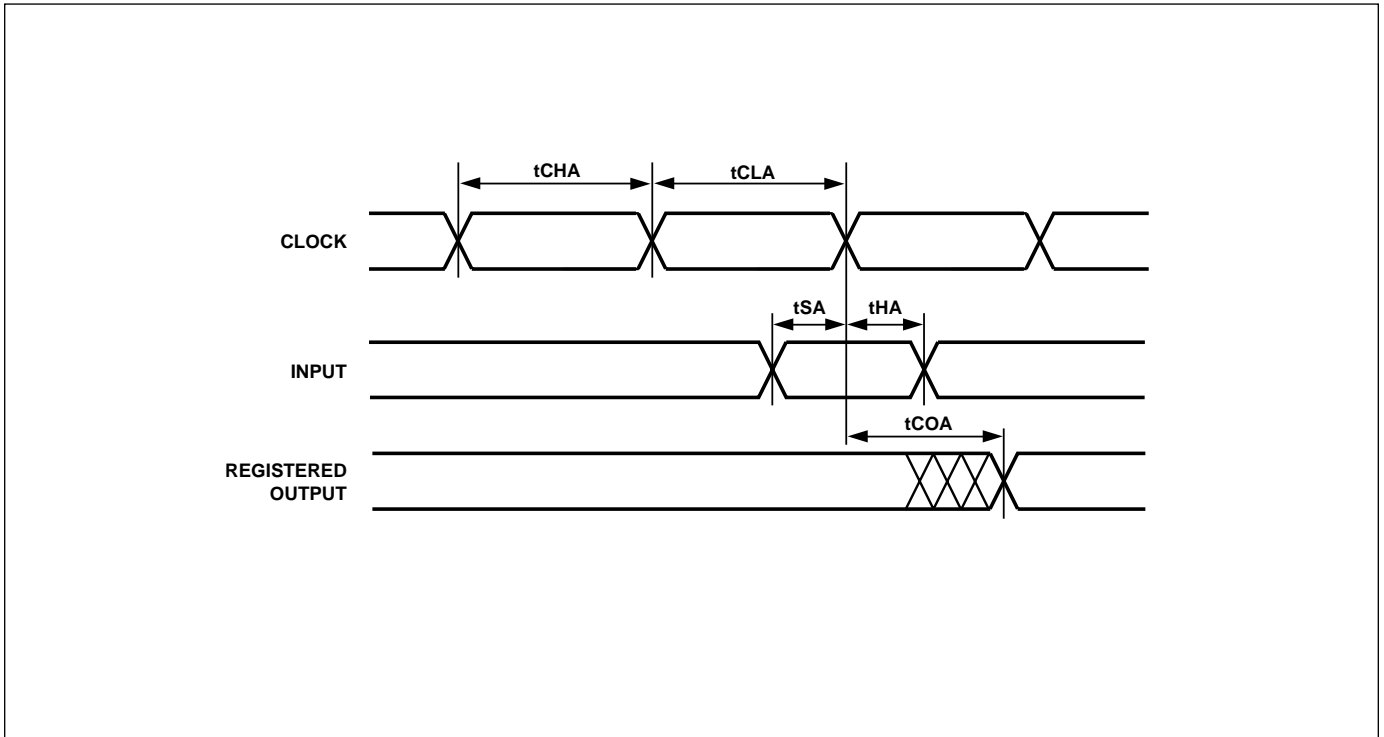 tCHA
tCLA
CLOCK
tSA
tHA
INPUT
tCOA
REGISTERED
OUTPUT